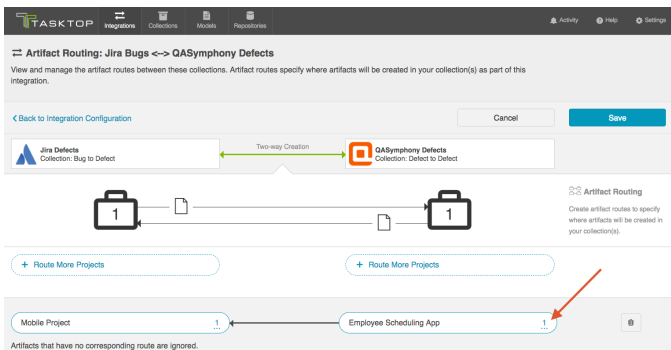 TASKTOP
Integrations
Collections
Models
Repositories
Activity
Help
Settings
Artifact Routing: Jira Bugs <--> QASymphony Defects
View and manage the artifact routes between these collections. Artifact routes specify where artifacts will be created in your collection(s) as part of this
integration.
Back to Integration Configuration
Cancel
Save
Jira Defects
Collection: Bug to Defect
Two-way Creation
QASymphony Defects
Collection: Defect to Defect
1
1
Artifact Routing
Create artifact routes to specify
where artifacts will be created in
your collection(s).
+ Route More Projects
+ Route More Projects
Mobile Project
1
...
Employee Scheduling App
1
...
Artifacts that have no corresponding route are ignored.